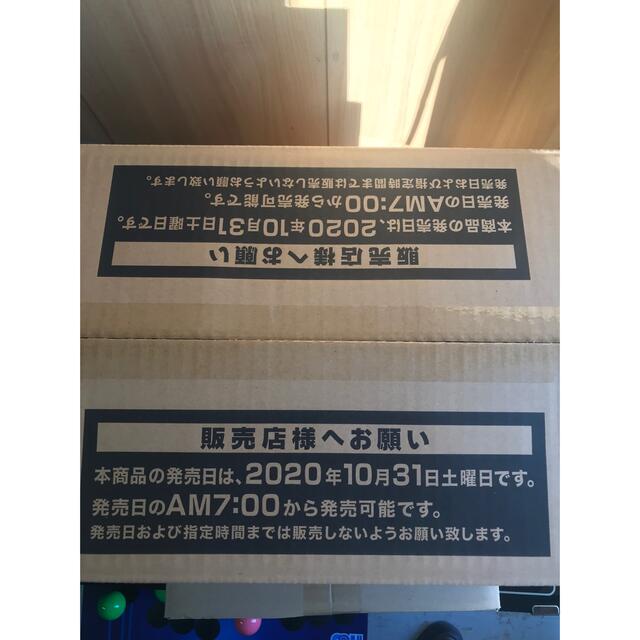 販売店様へお願い
本商品の発売日は、2020年10月31日土曜日です。
発売日のAM7:00から発売可能です。
発売日および指定時間までは販売しないようお願い致します。
販売店様へお願い
本商品の発売日は、2020年10月31日土曜日です。
発売日のAM7:00から発売可能です。
発売日および指定時間までは販売しないようお願い致します。